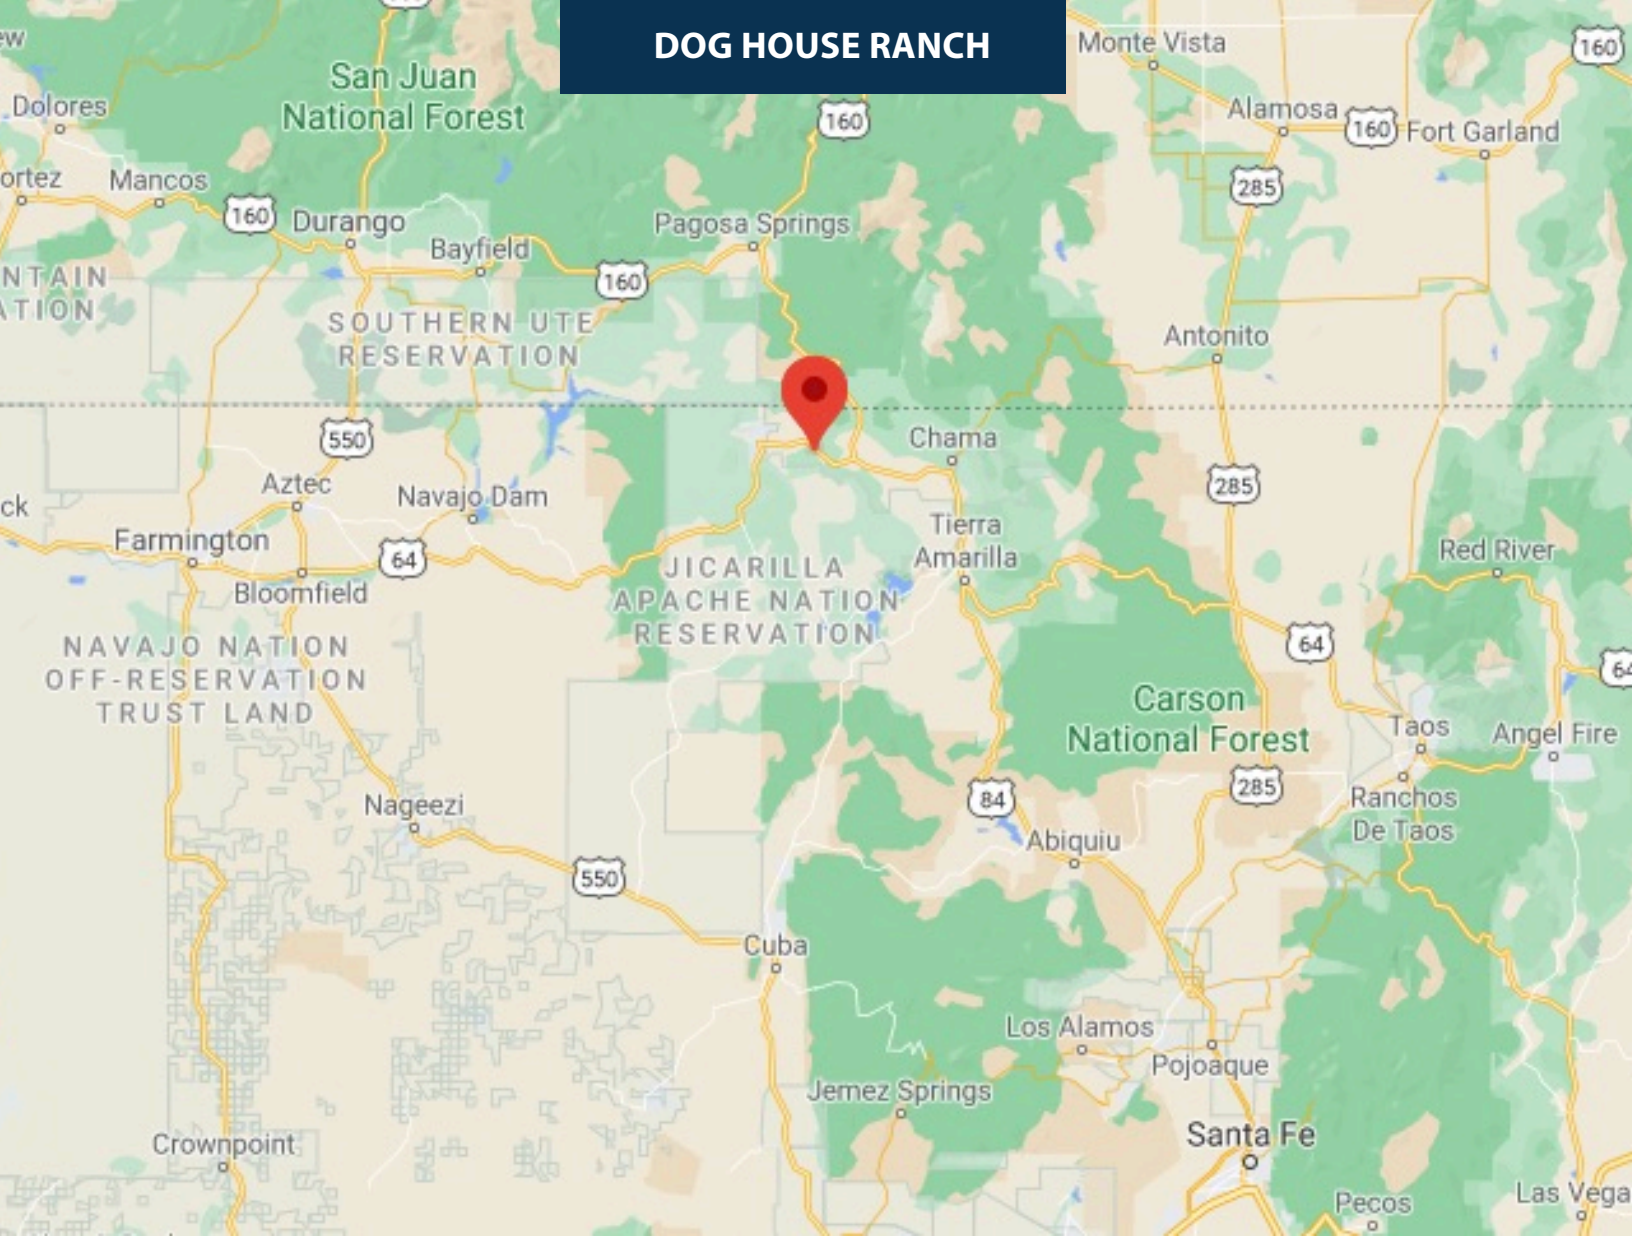 DOG HOUSE RANCH
Monte Vista
160
San Juan
National Forest
Dolores
160
Alamosa
160
Fort Garland
ortez
Mancos
160
Durango
285
Bayfield
Pagosa Springs
160
NTAIN
ATION
SOUTHERN UTE
RESERVATION
Antonito
550
Chama
Aztec
Navajo Dam
285
ck
Farmington
64
Bloomfield
Tierra
Amarilla
Red River
JICARILLA
APACHE NATION
RESERVATION
NAVAJO NATION
OFF-RESERVATION
TRUST LAND
64
64
Carson
National Forest
Taos
Angel Fire
285
84
Ranchos
De Taos
Nageezi
Abiquiu
550
Cuba
Los Alamos
Pojoaque
Jemez Springs
Santa Fe
Crownpoint
Pecos
Las Vega